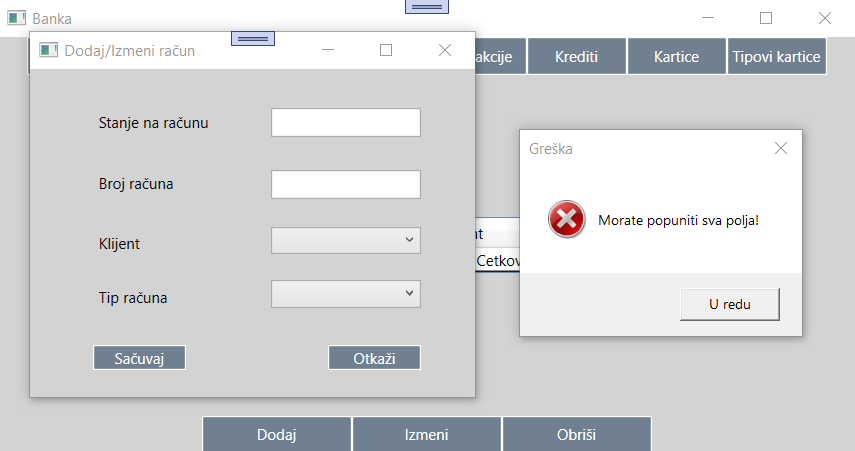 Banka
Dodaj/Izmeni račun
akcije
Krediti
Kartice
Tipovi kartice
Stanje na računu
Broj računa
Klijent
Tip računa
Sačuvaj
Otkaži
nt
Cetkov
Greška
Morate popuniti sva polja!
U redu
Dodaj
Izmeni
Obriši